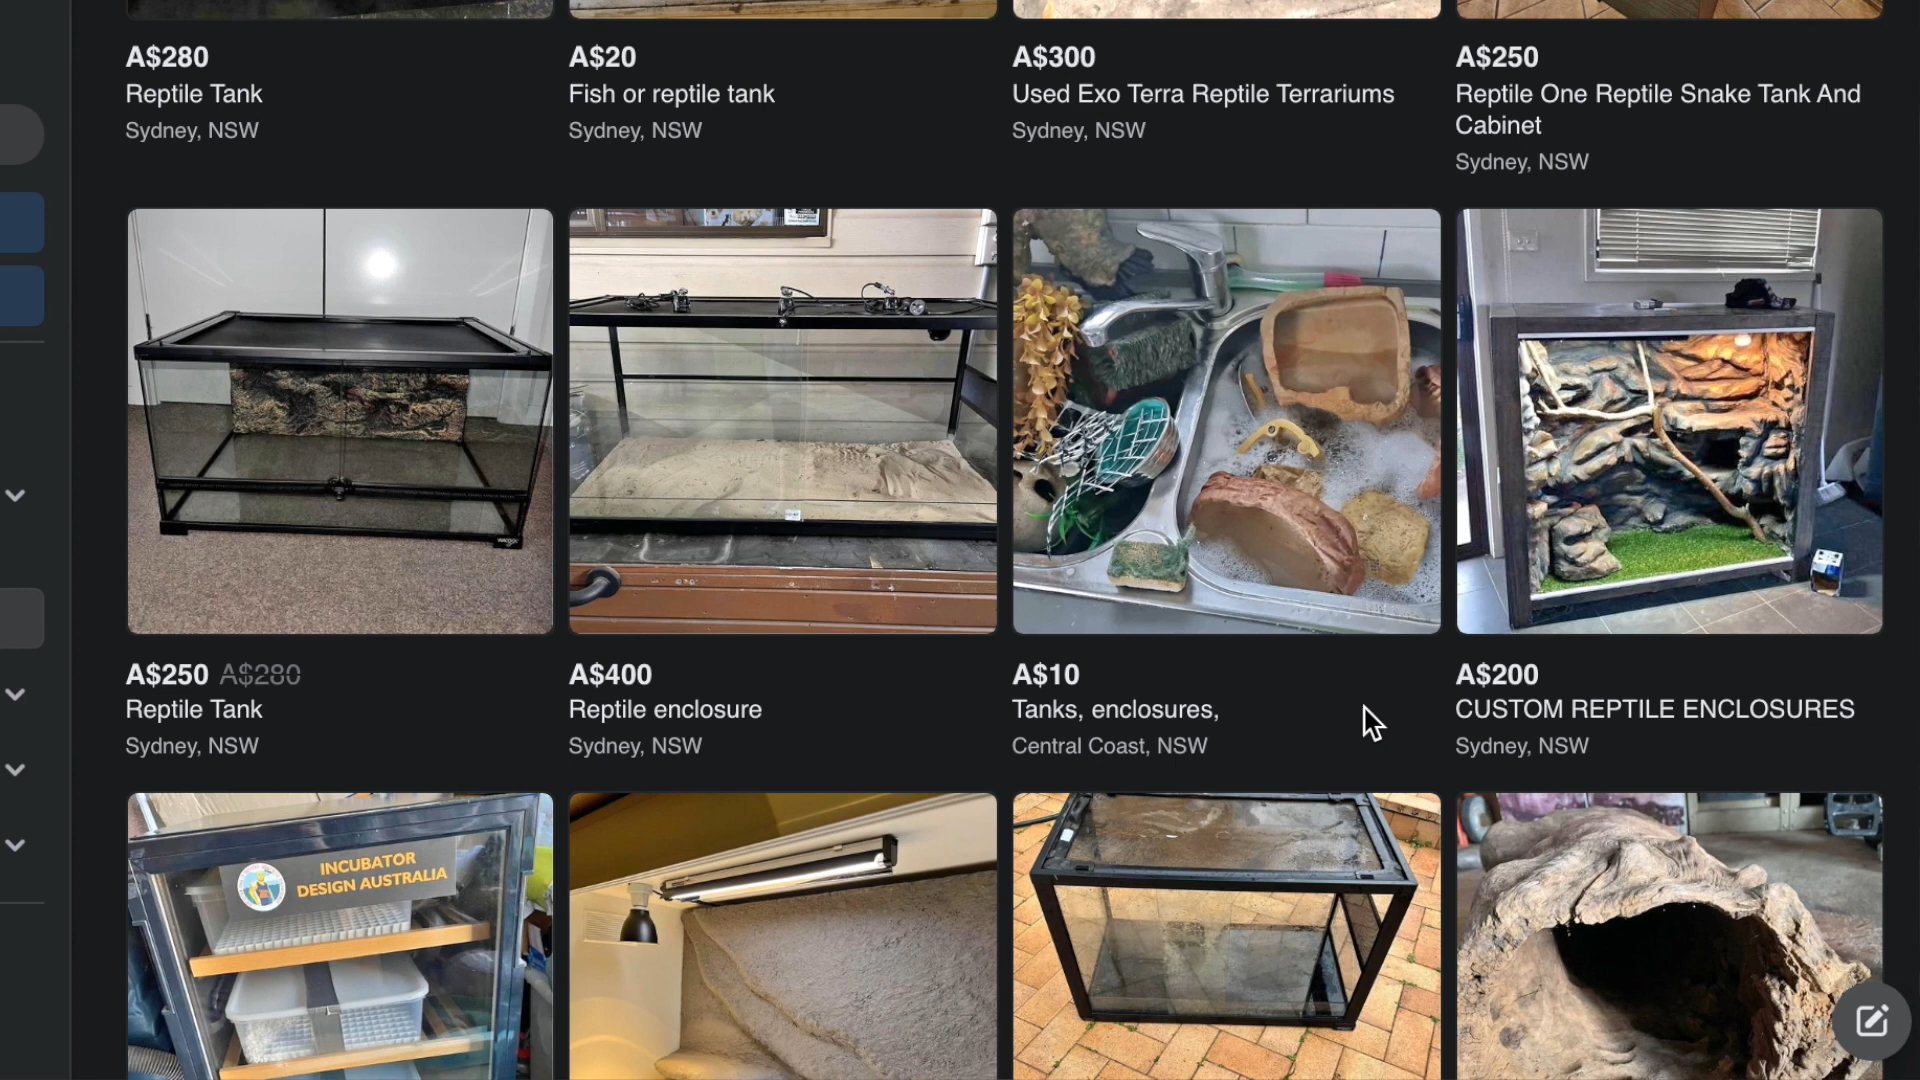 A$280
Reptile Tank
Sydney, NSW
A$20
Fish or reptile tank
Sydney, NSW
A$300
Used Exo Terra Reptile Terrariums
Sydney, NSW
A$250
Reptile One Reptile Snake Tank And
Cabinet
Sydney, NSW
A$250 A$280
Reptile Tank
Sydney, NSW
A$400
Reptile enclosure
Sydney, NSW
A$10
Tanks, enclosures,
Central Coast, NSW
A$200
CUSTOM REPTILE ENCLOSURES
Sydney, NSW
INCUBATOR
DESIGN AUSTRALIA